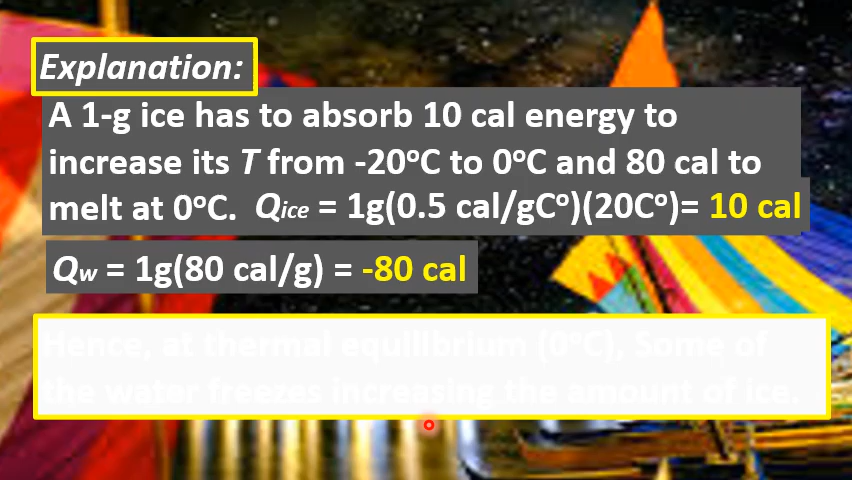 Explanation:
A 1-g ice has to absorb 10 cal energy to
increase its T from -20°C to 0°C and 80 cal to
melt at 0°C. Qice = 1g(0.5 cal/gC°)(20C°)= 10 cal
Qw = 1g(80 cal/g) = -80 cal
Hence, at thermal equilibrium (0°C), Some of
the water freezes increasing the amount of ice.